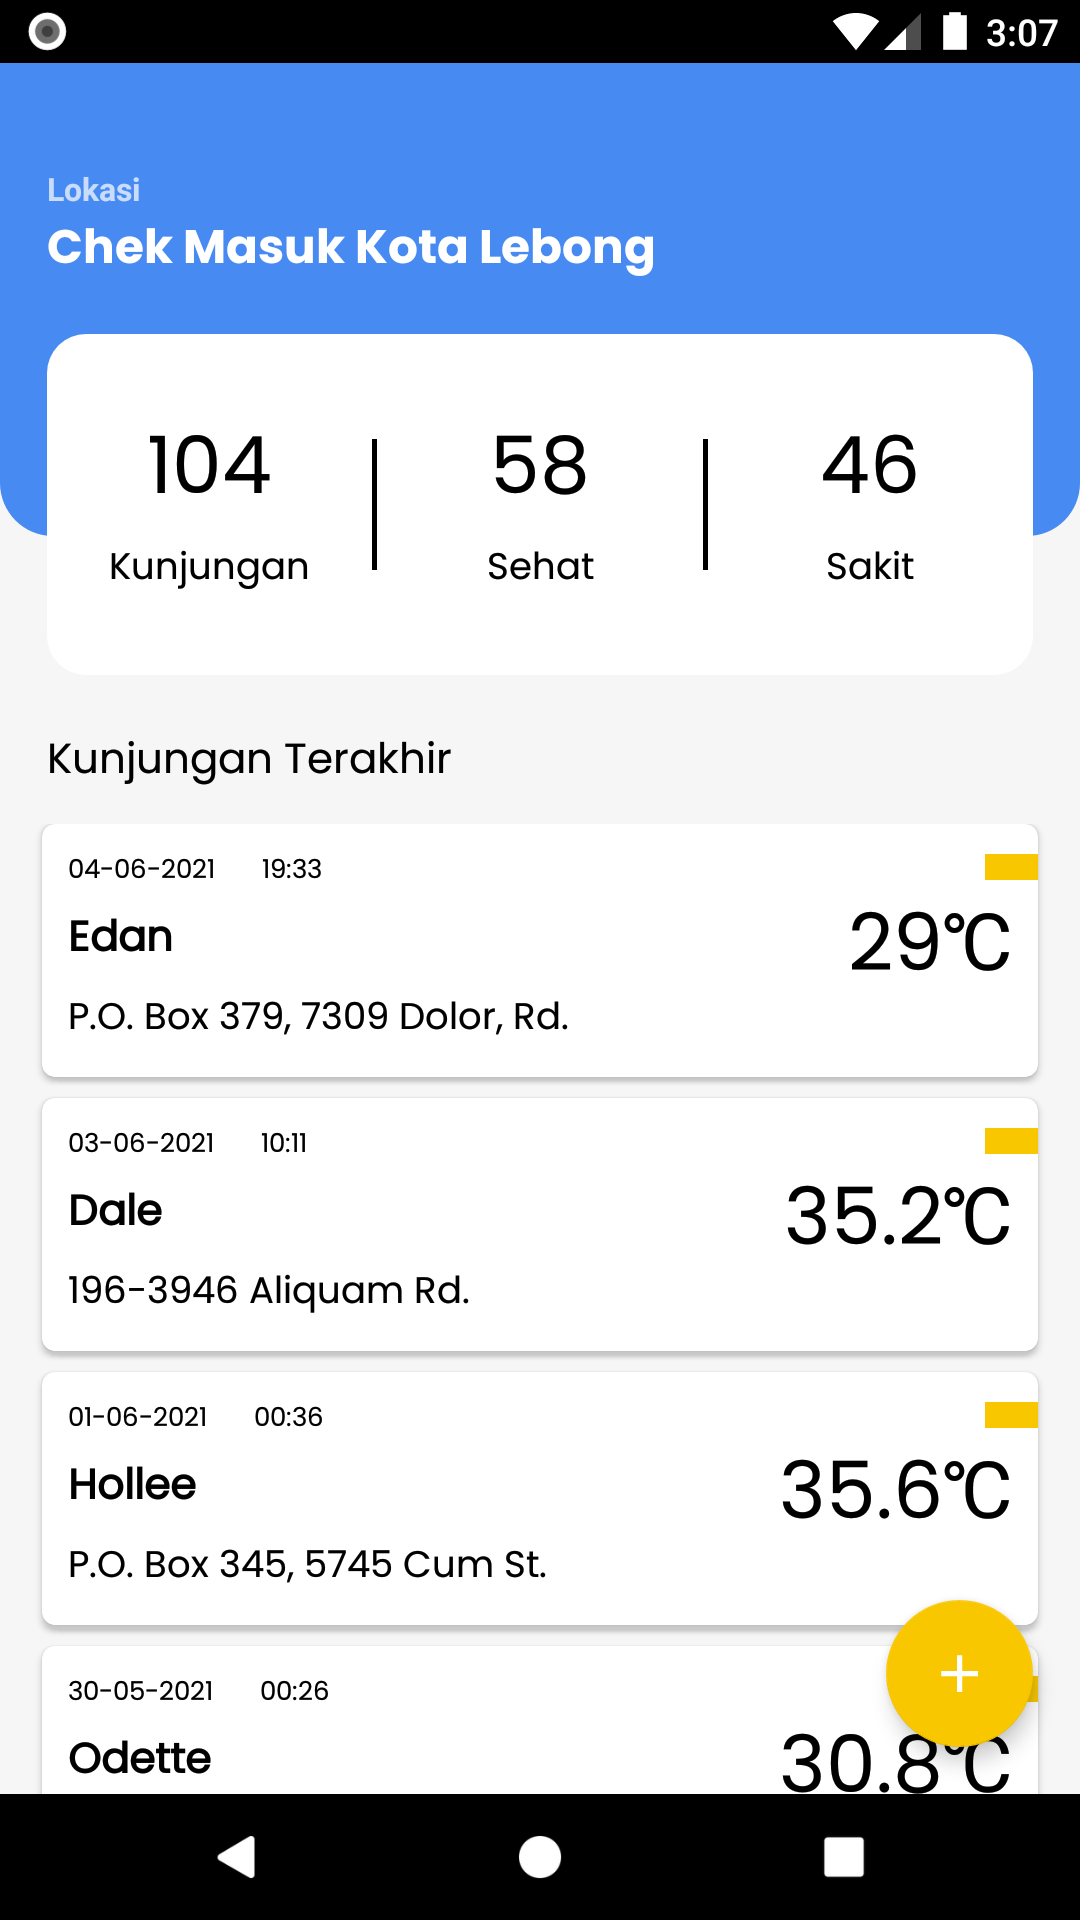 3:07
Lokasi
Chek Masuk Kota Lebong
104 58 46
Kunjungan Sehat Sakit
Kunjungan Terakhir
04-06-2021 19:33
Edan 29℃
P.O. Box 379, 7309 Dolor, Rd.
03-06-2021 10:11
Dale 35.2℃
196-3946 Aliquam Rd.
01-06-2021 00:36
Hollee 35.6℃
P.O. Box 345, 5745 Cum St.
30-05-2021 00:26
Odette 30.8℃